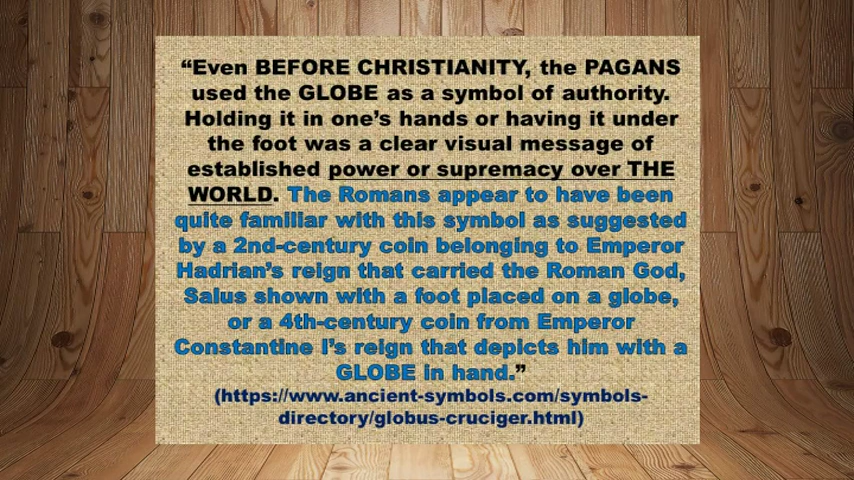 “Even BEFORE CHRISTIANITY, the PAGANS
used the GLOBE as a symbol of authority.
Holding it in one’s hands or having it under
the foot was a clear visual message of
established power or supremacy over THE
WORLD. The Romans appear to have been
quite familiar with this symbol as suggested
by a 2nd-century coin belonging to Emperor
Hadrian’s reign that carried the Roman God,
Salus shown with a foot placed on a globe,
or a 4th-century coin from Emperor
Constantine I’s reign that depicts him with a
GLOBE in hand.”
(https://www.ancient-symbols.com/symbols-
directory/globus-cruciger.html)